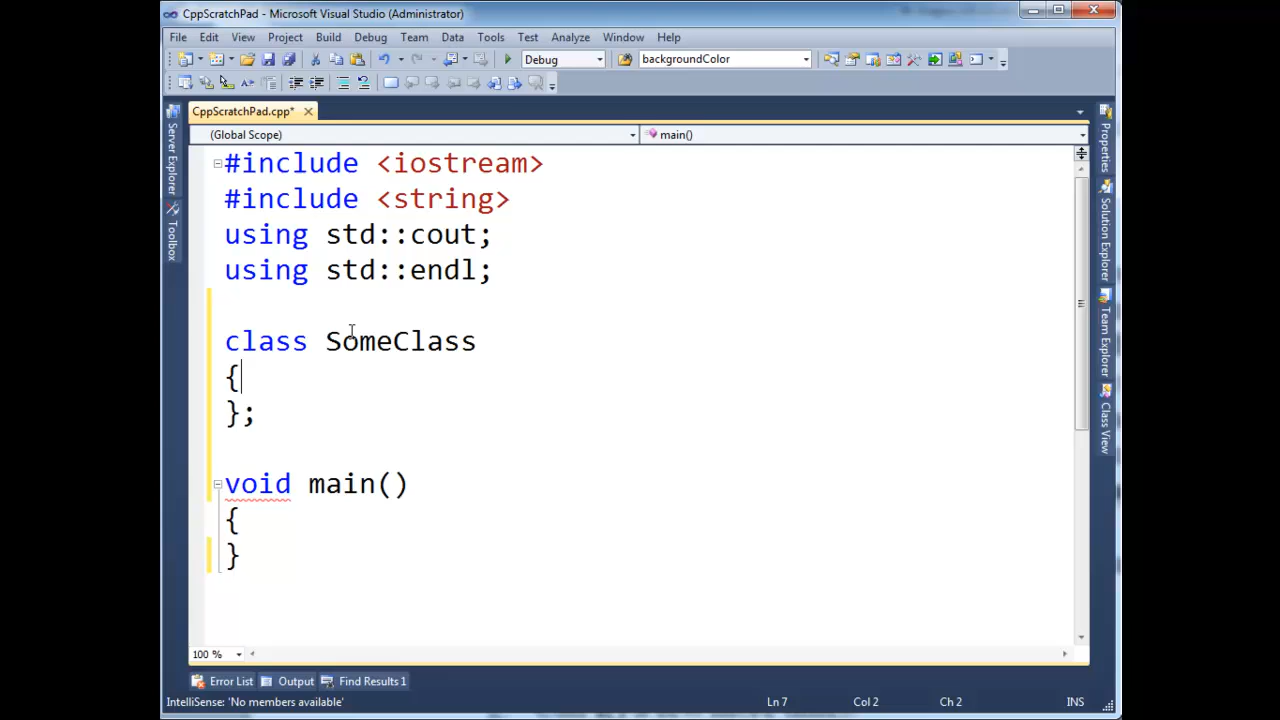 CppScratchPad - Microsoft Visual Studio (Administrator)
File Edit View Project Build Debug Team Data Tools Test Analyze Window Help
Debug backgroundColor
CppScratchPad.cpp*
(Global Scope) main()
#include <iostream>
#include <string>
using std::cout;
using std::endl;
class SomeClass
{
};
void main()
{
}
100 %
Server Explorer
Toolbox
Properties
Solution Explorer
Team Explorer
Class View
Error List Output Find Results 1
IntelliSense: 'No members available' Ln 7 Col 2 Ch 2 INS